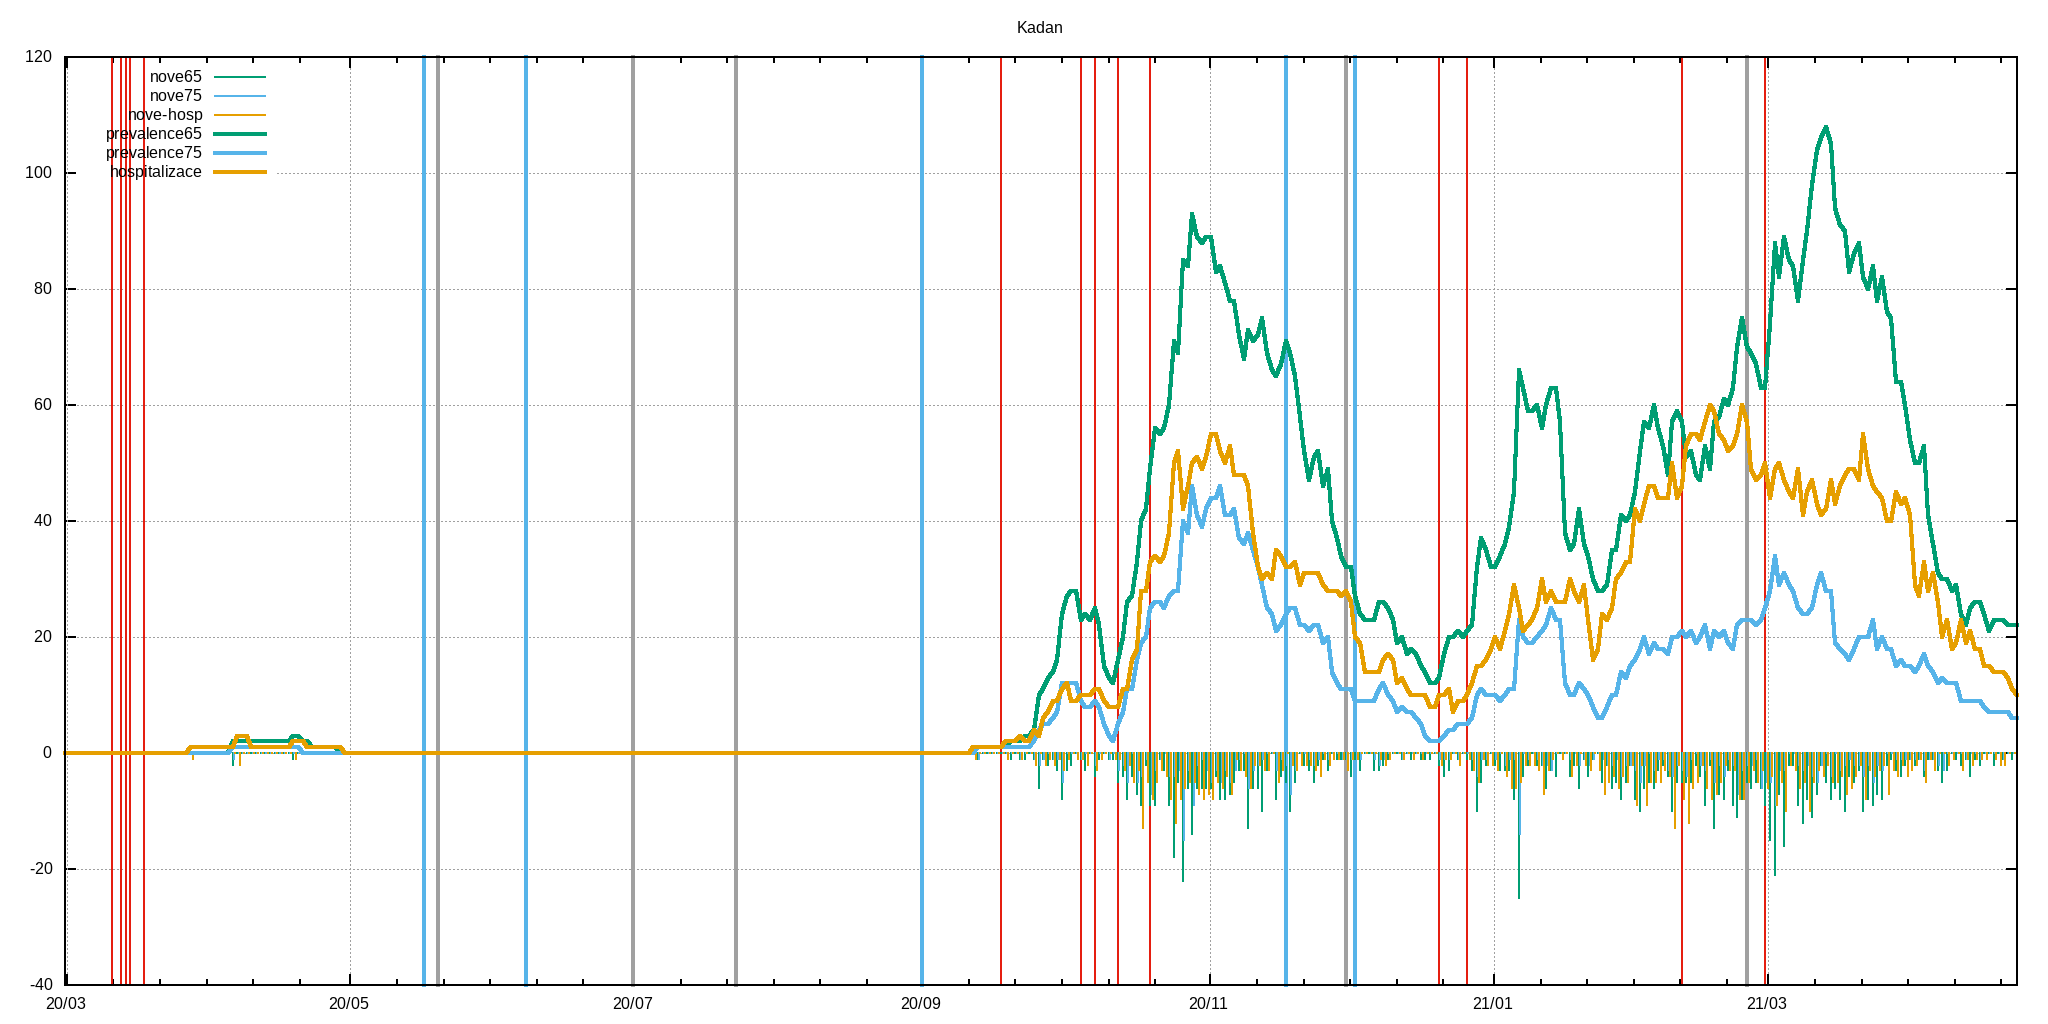 Kadan
120
100
80
60
40
20
0
-20
-40
nove65
nove75
nove-hosp
prevalence65
prevalence75
hospitalizace
20/03 20/05 20/07 20/09 20/11 21/01 21/03